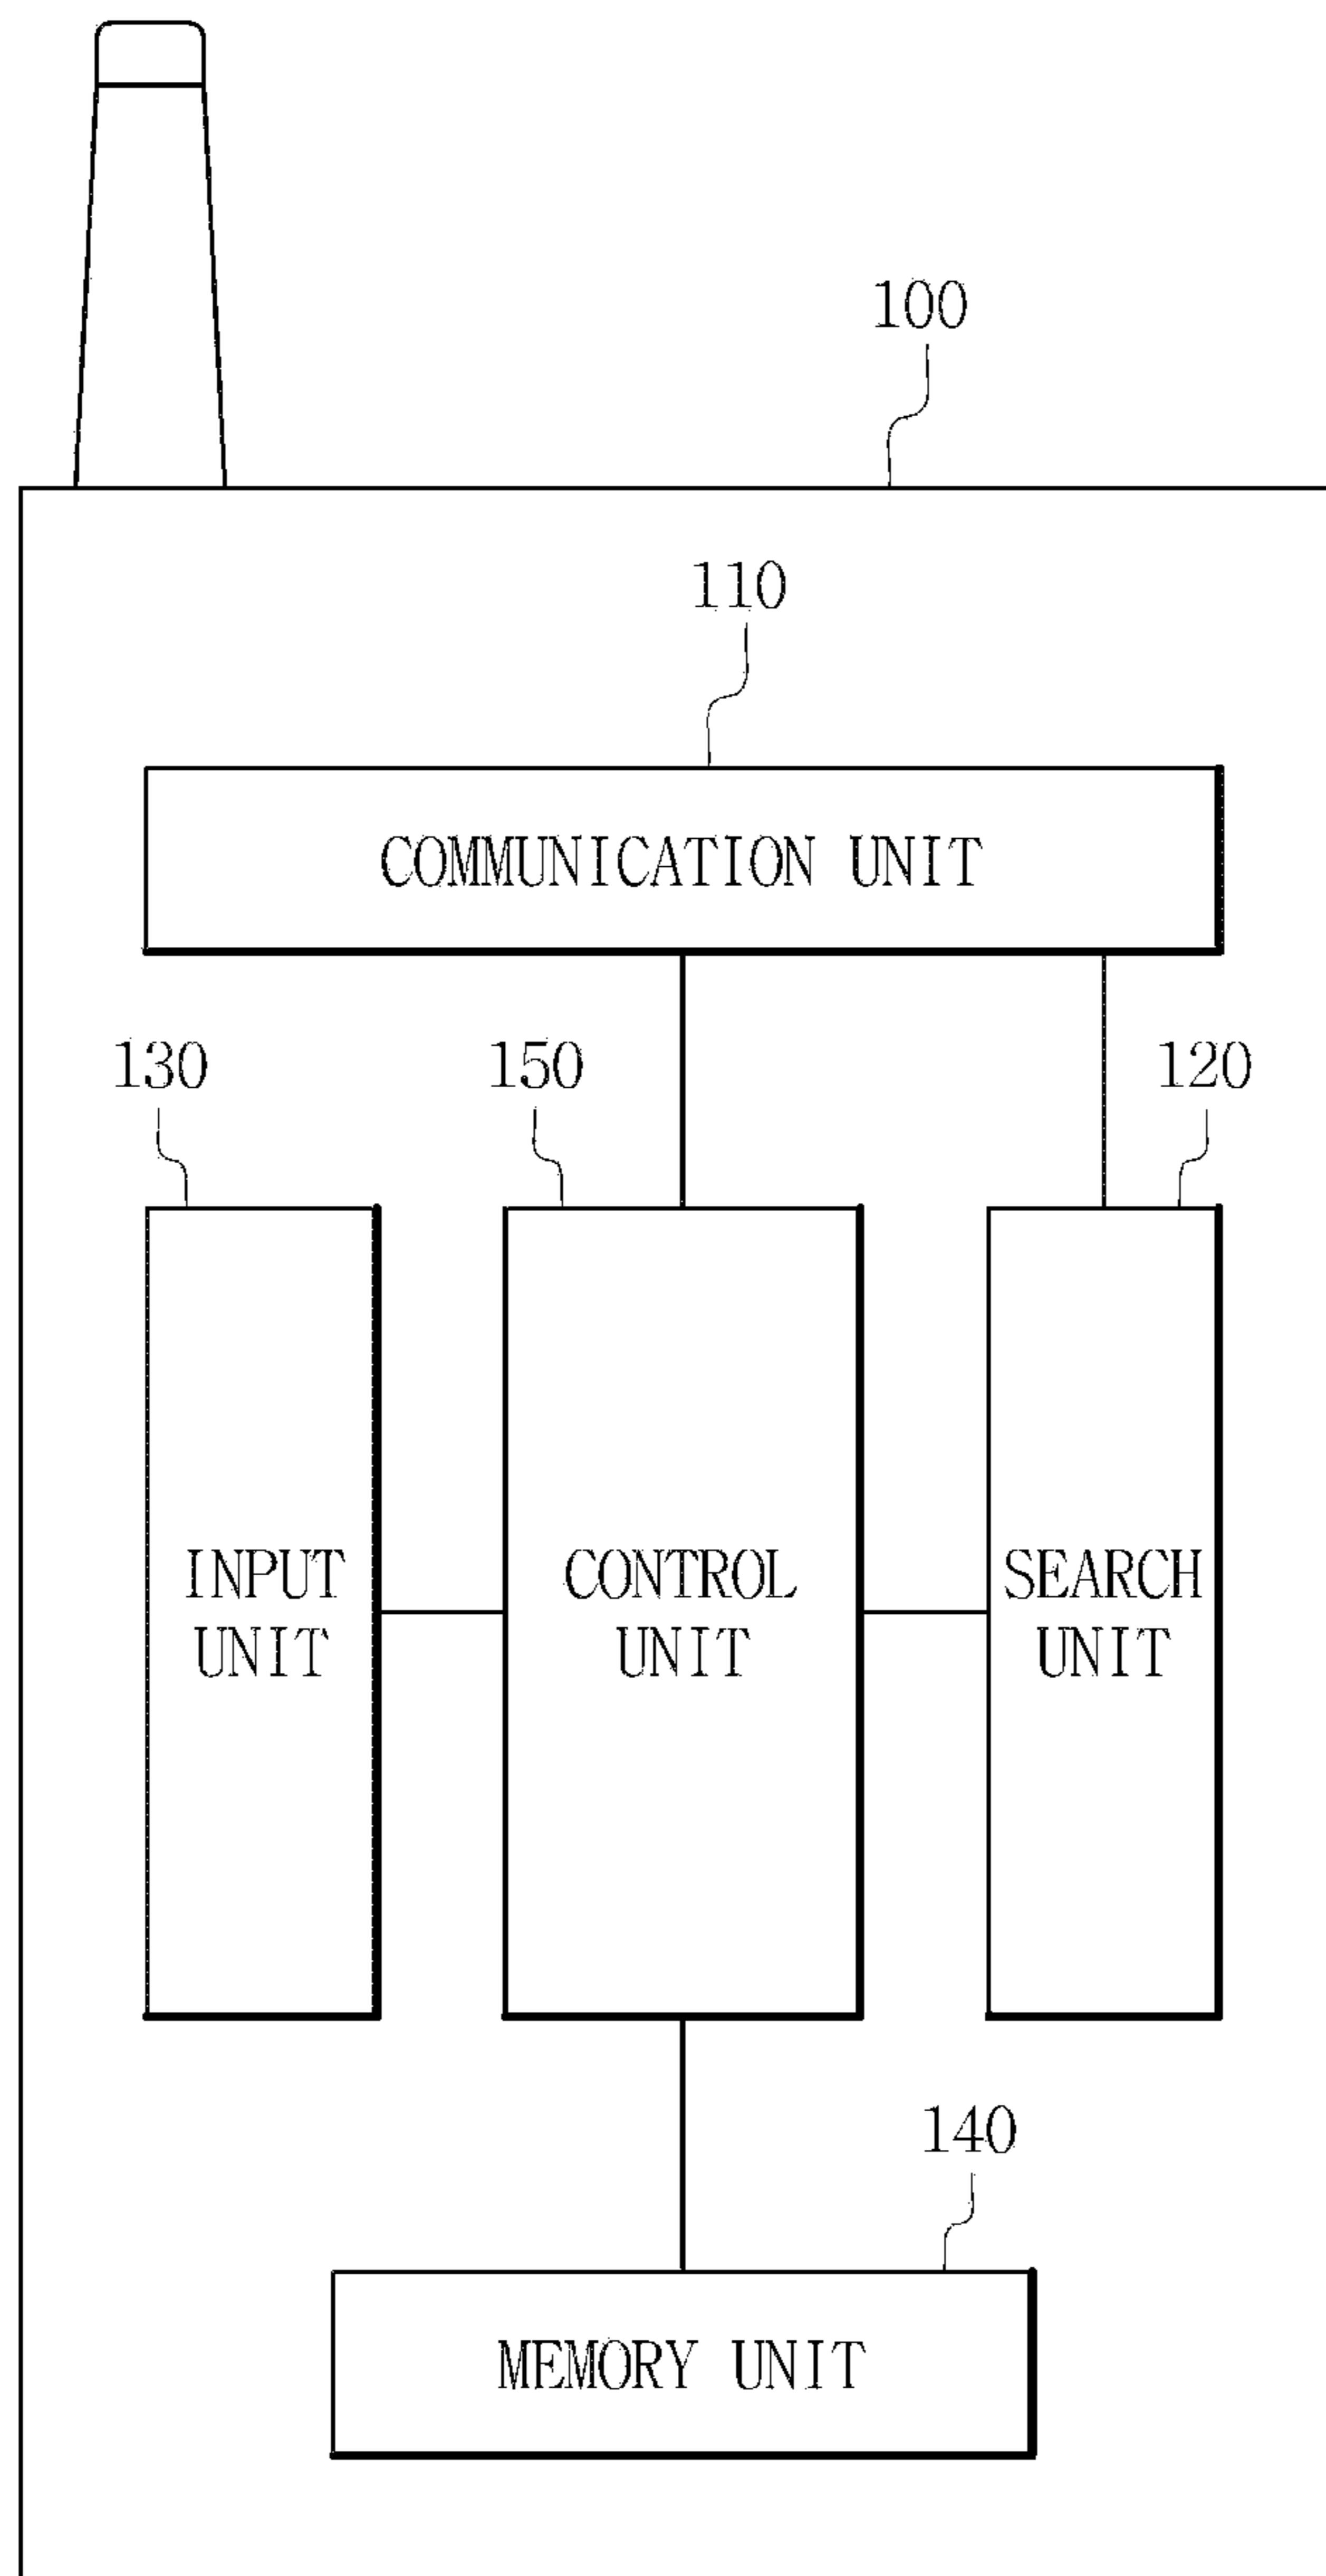 100
110
COMMUNICATION UNIT
130
150
120
INPUT
UNIT
CONTROL
UNIT
SEARCH
UNIT
140
MEMORY UNIT